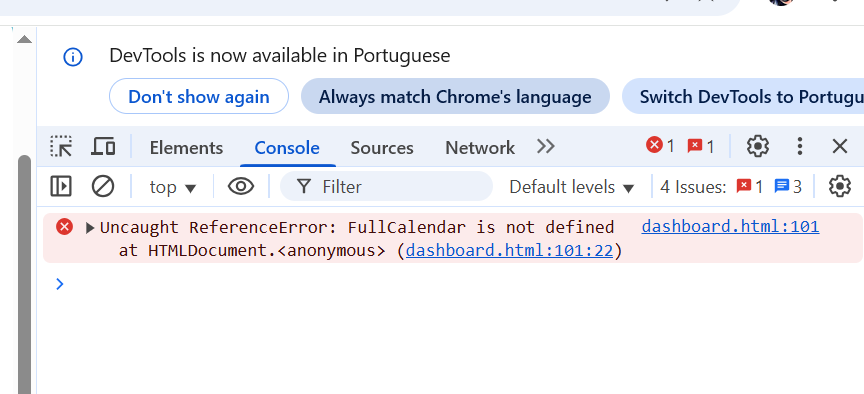 DevTools is now available in Portuguese
Don't show again
Always match Chrome's language
Switch DevTools to Portugu
Elements
Console
Sources
Network
1
1
top
Filter
Default levels
4 Issues:
1
3
Uncaught ReferenceError: FullCalendar is not defined
dashboard.html:101
at HTMLDocument.<anonymous> (dashboard.html:101:22)